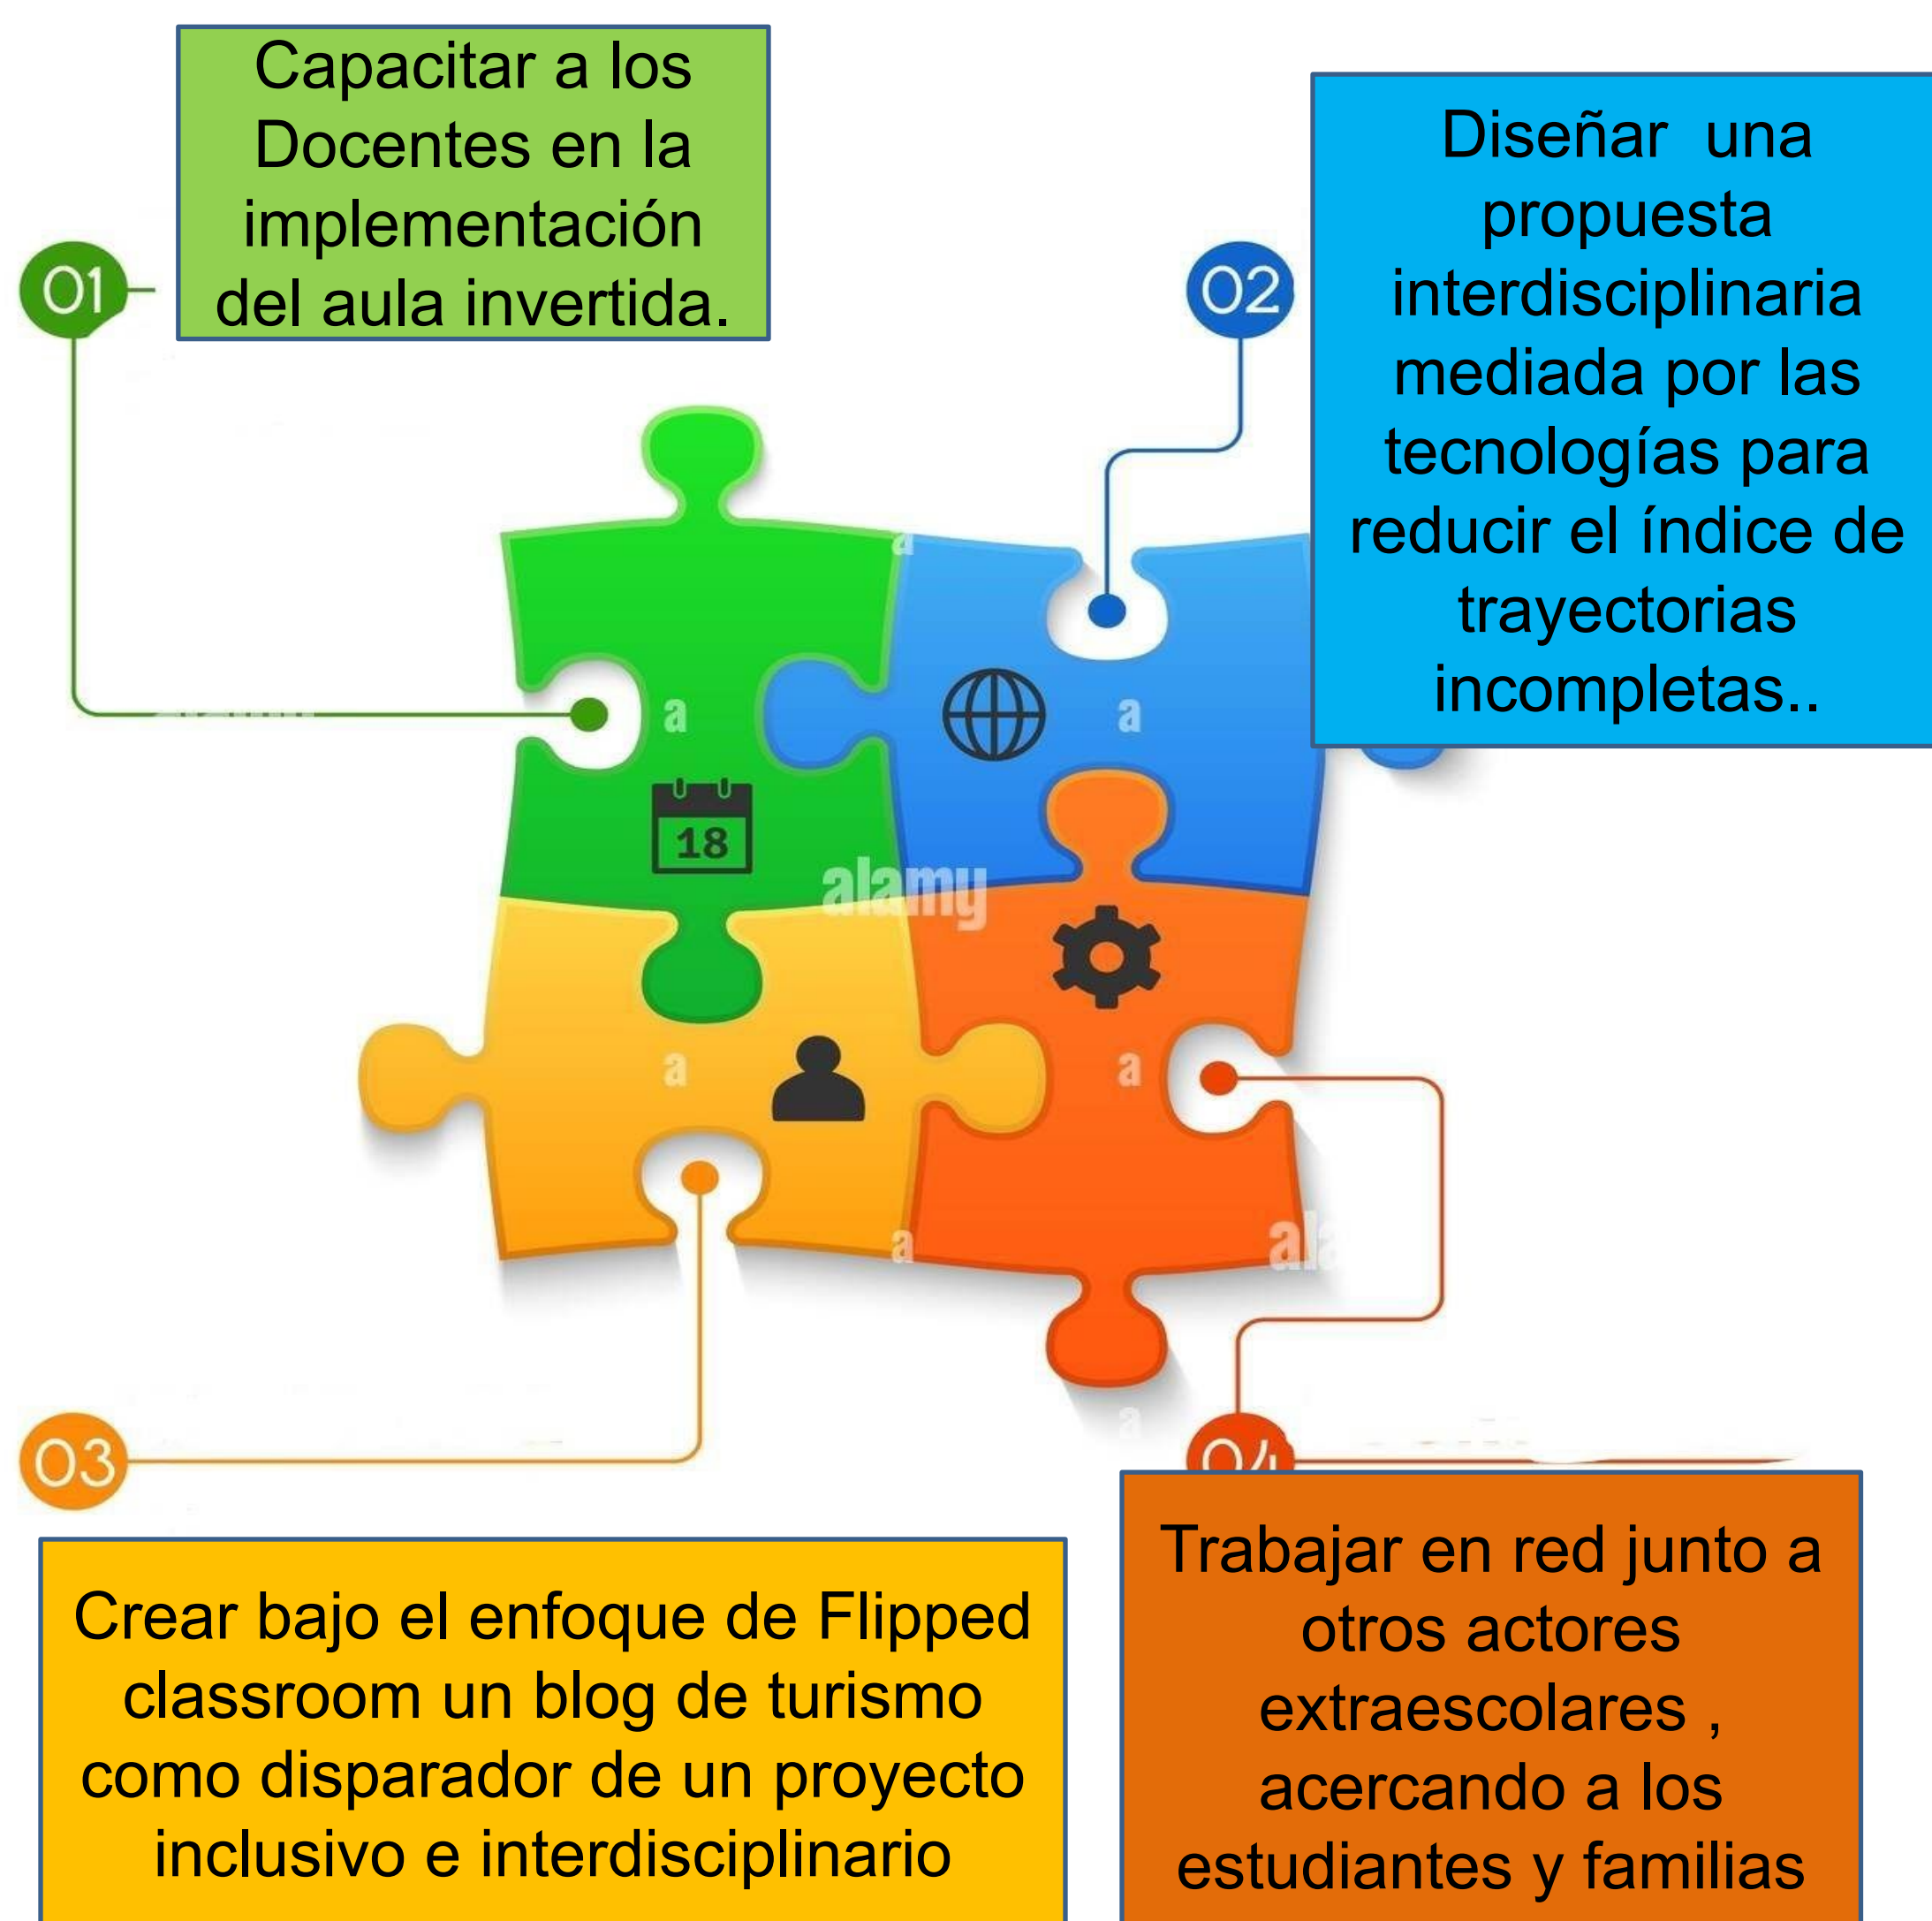 Capacitar a los
Docentes en la
implementación
del aula invertida.
01
02
Diseñar una
propuesta
interdisciplinaria
mediada por las
tecnologías para
reducir el índice de
trayectorias
incompletas..
a
a
a
18
alamy
a
a
a
ala
a
03
04
Crear bajo el enfoque de Flipped
classroom un blog de turismo
como disparador de un proyecto
inclusivo e interdisciplinario
Trabajar en red junto a
otros actores
extraescolares ,
acercando a los
estudiantes y familias